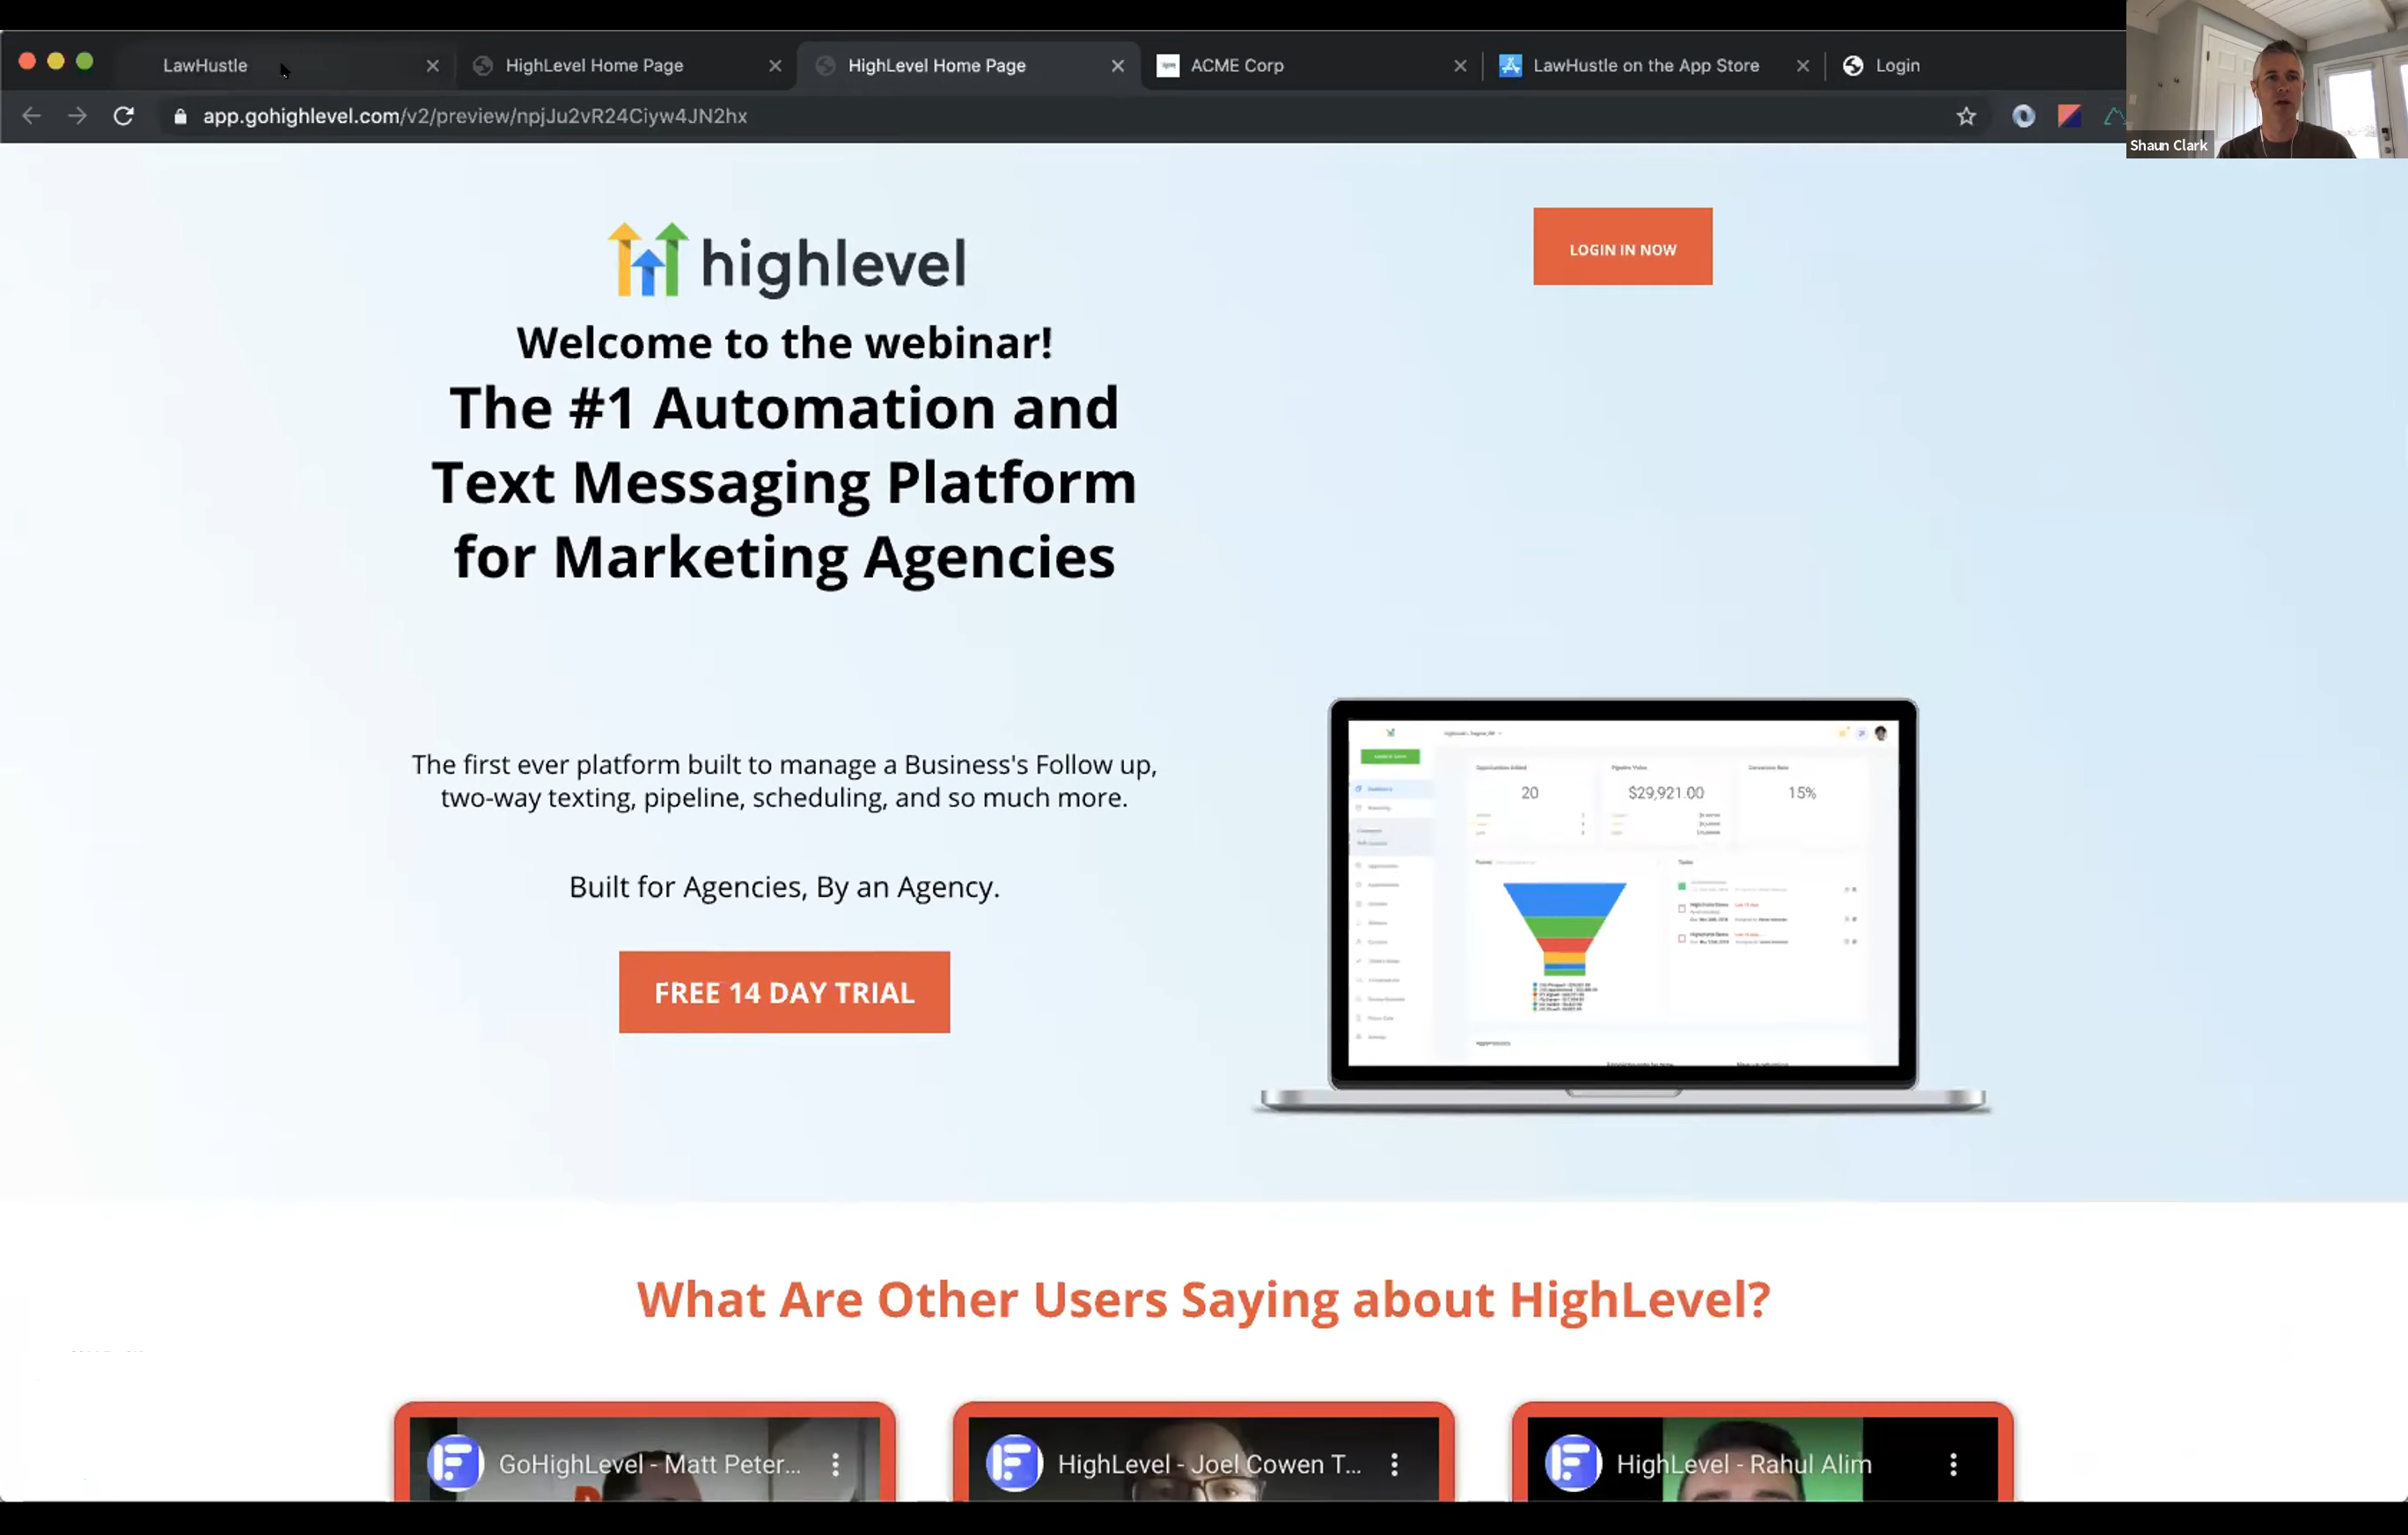 LawHustle
HighLevel Home Page
HighLevel Home Page
ACME Corp
LawHustle on the App Store
Login
app.gohighlevel.com/v2/preview/npjJu2vR24Ciyw4JN2hx
Shaun Clark
highlevel
LOGIN IN NOW
Welcome to the webinar!
The #1 Automation and
Text Messaging Platform
for Marketing Agencies
The first ever platform built to manage a Business's Follow up,
two-way texting, pipeline, scheduling, and so much more.
Built for Agencies, By an Agency.
FREE 14 DAY TRIAL
20
$29,921.00
15%
What Are Other Users Saying about HighLevel?
GoHighLevel - Matt Peter...
HighLevel - Joel Cowen T...
HighLevel - Rahul Alim